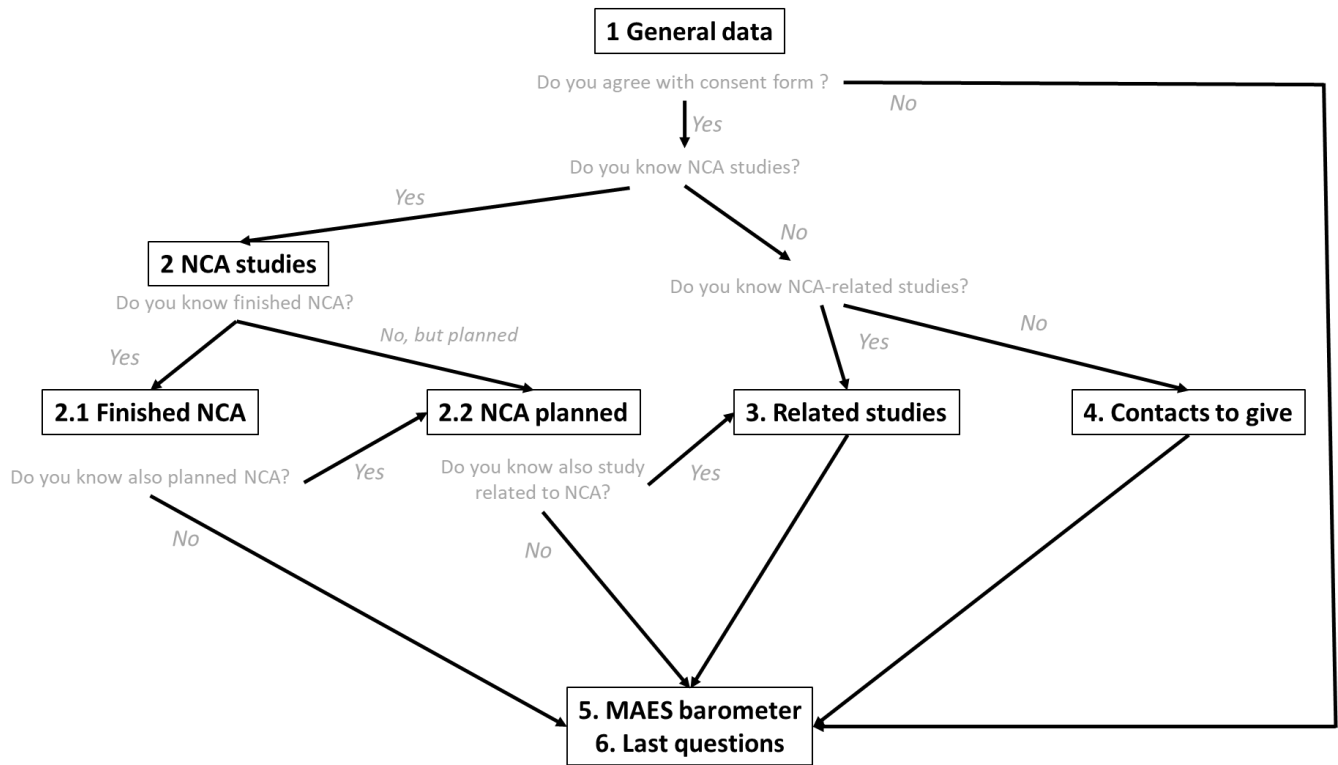 1 General data
Do you agree with consent form ?
No
Yes
Do you know NCA studies?
Yes
No
2 NCA studies
Do you know finished NCA?
Do you know NCA-related studies?
Yes
No, but planned
Yes
No
2.1 Finished NCA
2.2 NCA planned
3. Related studies
4. Contacts to give
Do you know also planned NCA?
Yes
Do you know also study
related to NCA?
Yes
No
No
5. MAES barometer
6. Last questions